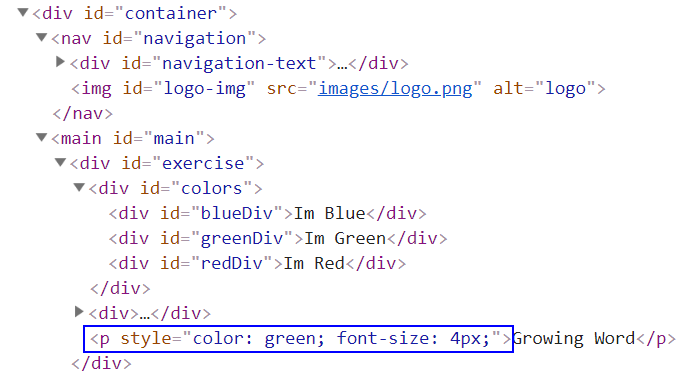 ▼<div id="container">
▼<nav id="navigation">
▶<div id="navigation-text">…</div>
<img id="logo-img" src="images/logo.png" alt="logo">
</nav>
▼<main id="main">
▼<div id="exercise">
▼<div id="colors">
<div id="blueDiv">Im Blue</div>
<div id="greenDiv">Im Green</div>
<div id="redDiv">Im Red</div>
</div>
▶<div>…</div>
<p style="color: green; font-size: 4px;">Growing Word</p>
</div>